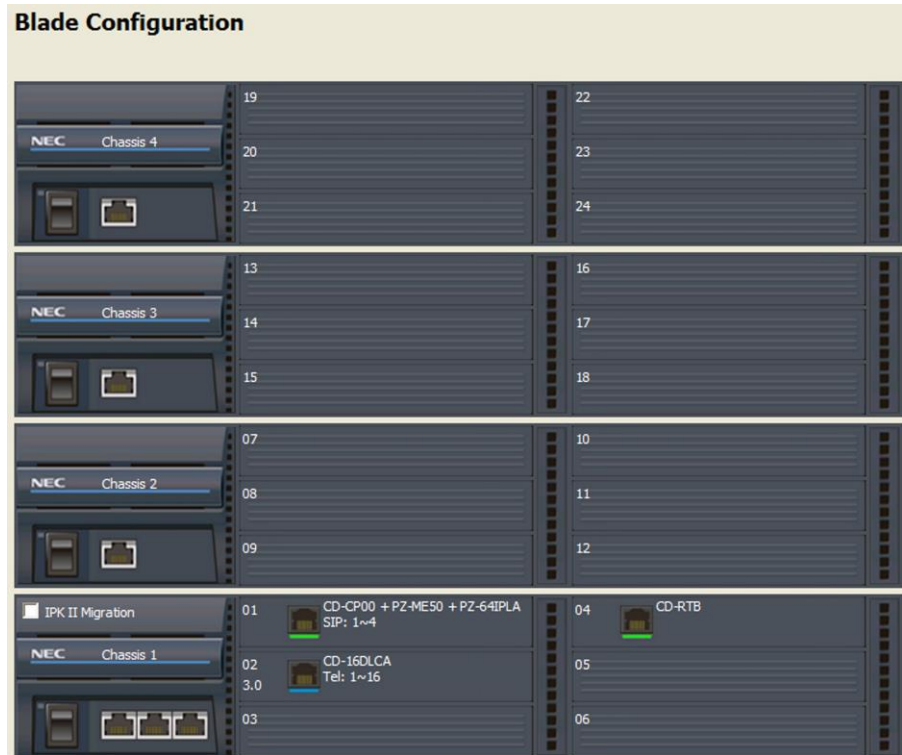 Blade Configuration
19
22
NEC Chassis 4
20
23
21
24
13
16
NEC Chassis 3
14
17
15
18
07
10
NEC Chassis 2
08
11
09
12
IPK II Migration
01
CD-CP00 + PZ-ME50 + PZ-64IPLA
SIP: 1~4
04
CD-RTB
NEC Chassis 1
02
3.0
CD-16DLCA
Tel: 1~16
05
03
06